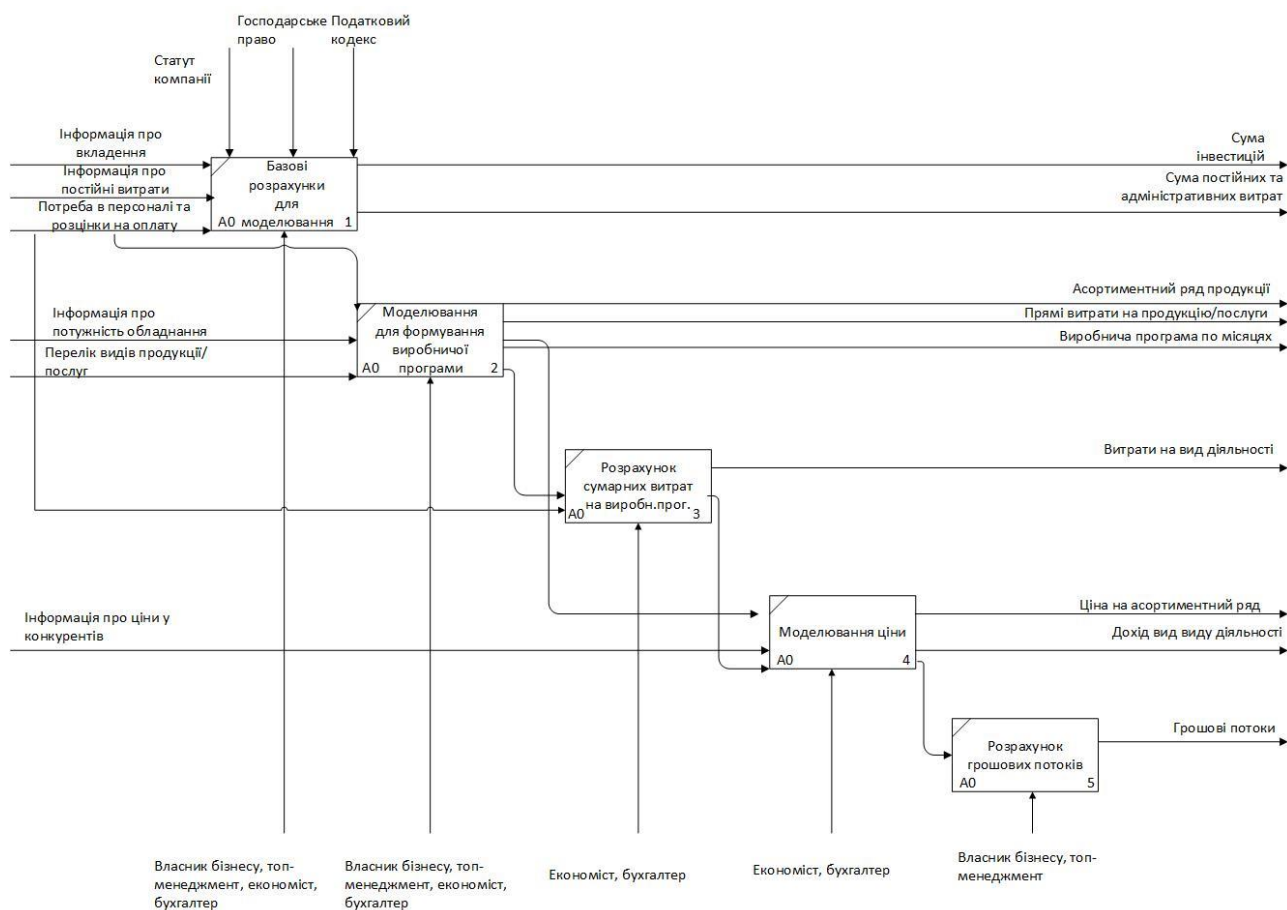 Господарське
право
Податковий
кодекс
Статут
компанії
Інформація про
вкладення
Інформація про
постійні витрати
Потреба в персоналі та
розцінки на оплату
Базові
розрахунки
для
моделювання
A0
1
Сума
інвестицій
Сума постійних та
адміністративних витрат
Інформація про
потужність обладнання
Перелік видів продукції/
послуг
Моделювання
для формування
виробничої
програми
A0
2
Асортиментний ряд продукції
Прямі витрати на продукцію/послуги
Виробнича програма по місяцях
Розрахунок
сумарних витрат
на виробн.прог.
A0
3
Витрати на вид діяльності
Інформація про ціни у
конкурентів
Моделювання ціни
A0
4
Ціна на асортиментний ряд
Дохід вид виду діяльності
Розрахунок
грошових потоків
A0
5
Грошові потоки
Власник бізнесу, топ-
менеджмент, економіст,
бухгалтер
Власник бізнесу, топ-
менеджмент, економіст,
бухгалтер
Економіст, бухгалтер
Економіст, бухгалтер
Власник бізнесу, топ-
менеджмент